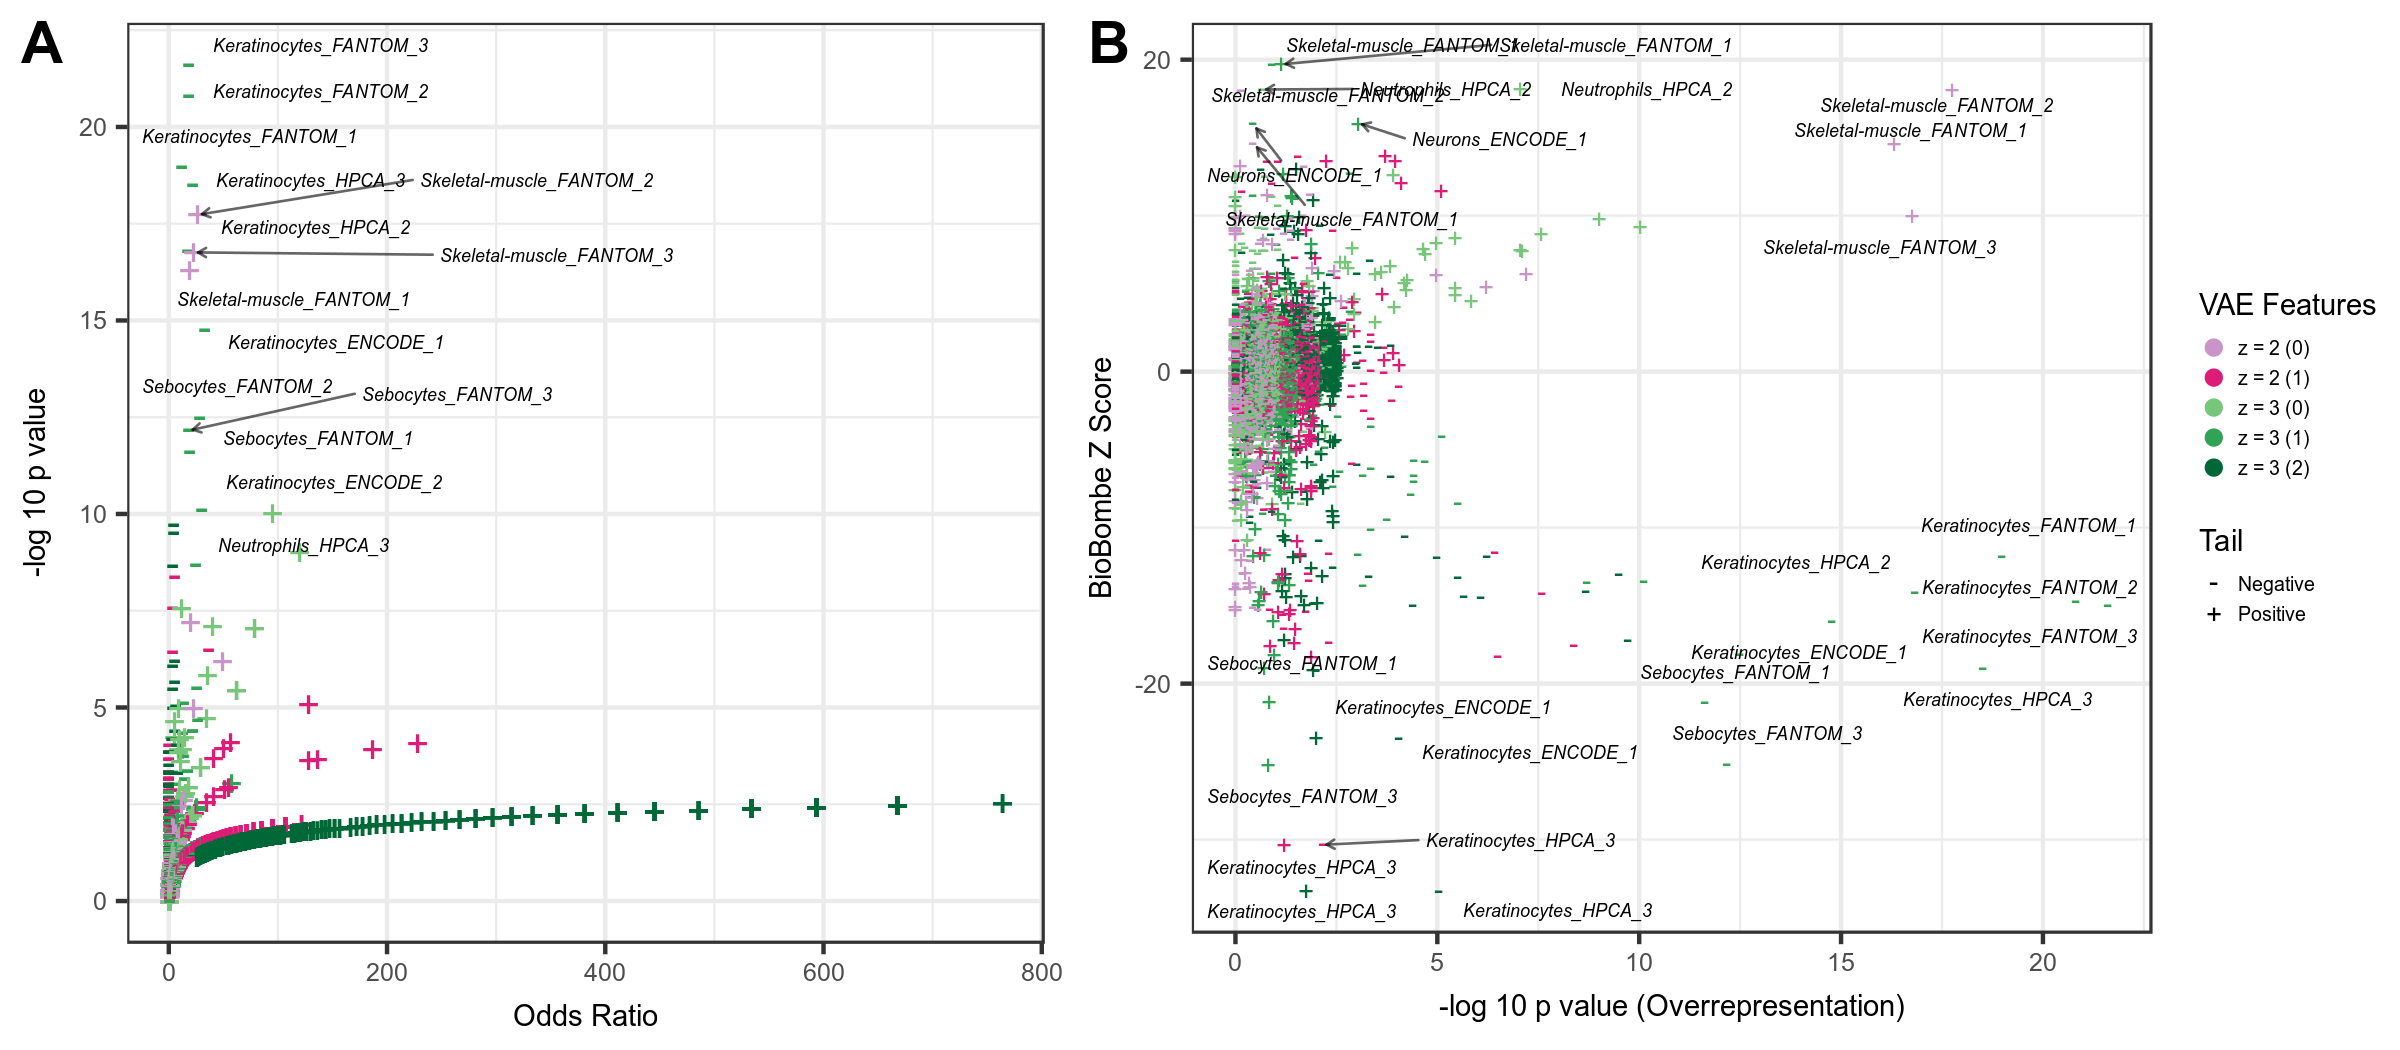 A
Keratinocytes_FANTOM_3
Keratinocytes_FANTOM_2
Keratinocytes_FANTOM_1
Keratinocytes_HPCA_3
Skeletal-muscle_FANTOM_2
Keratinocytes_HPCA_2
Skeletal-muscle_FANTOM_3
Skeletal-muscle_FANTOM_1
Keratinocytes_ENCODE_1
Sebocytes_FANTOM_2
Sebocytes_FANTOM_3
Sebocytes_FANTOM_1
Keratinocytes_ENCODE_2
Neutrophils_HPCA_3
20
15
10
5
0
-log 10 p value
0 200 400 600 800
Odds Ratio
B
Skeletal-muscle_FANTOM_1
Skeletal-muscle_FANTOM_1
Neutrophils_HPCA_2
Neutrophils_HPCA_2
Skeletal-muscle_FANTOM_2
Skeletal-muscle_FANTOM_2
Skeletal-muscle_FANTOM_1
Neurons_ENCODE_1
Neurons_ENCODE_1
Skeletal-muscle_FANTOM_1
Skeletal-muscle_FANTOM_3
Keratinocytes_FANTOM_1
Keratinocytes_HPCA_2
Keratinocytes_FANTOM_2
Keratinocytes_FANTOM_3
Keratinocytes_ENCODE_1
Sebocytes_FANTOM_1
Sebocytes_FANTOM_1
Keratinocytes_HPCA_3
Keratinocytes_ENCODE_1
Sebocytes_FANTOM_3
Keratinocytes_ENCODE_1
Sebocytes_FANTOM_3
Keratinocytes_HPCA_3
Keratinocytes_HPCA_3
Keratinocytes_HPCA_3
Keratinocytes_HPCA_3
20
0
-20
BioBombe Z Score
0 5 10 15 20
-log 10 p value (Overrepresentation)
VAE Features
z = 2 (0)
z = 2 (1)
z = 3 (0)
z = 3 (1)
z = 3 (2)
Tail
- Negative
+ Positive